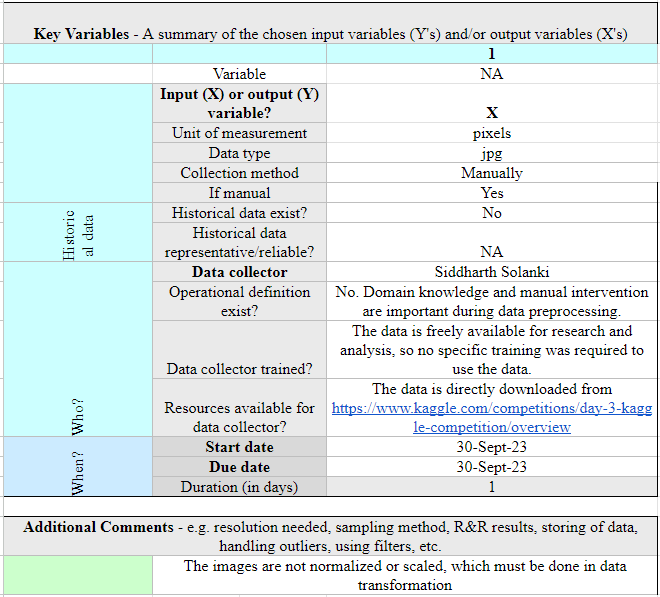 Key Variables - A summary of the chosen input variables (Y's) and/or output variables (X's)
1
Variable NA
Input (X) or output (Y)
variable? X
Unit of measurement pixels
Data type jpg
Collection method Manually
If manual Yes
Historic
al data
Historical data exist? No
Historical data
representative/reliable? NA
Who?
Data collector Siddharth Solanki
Operational definition
exist?
No. Domain knowledge and manual intervention
are important during data preprocessing.
Data collector trained?
The data is freely available for research and
analysis, so no specific training was required to
use the data.
Resources available for
data collector?
The data is directly downloaded from
https://www.kaggle.com/competitions/day-3-kagg
le-competition/overview
When?
Start date 30-Sept-23
Due date 30-Sept-23
Duration (in days) 1
Additional Comments - e.g. resolution needed, sampling method, R&R results, storing of data,
handling outliers, using filters, etc.
The images are not normalized or scaled, which must be done in data
transformation